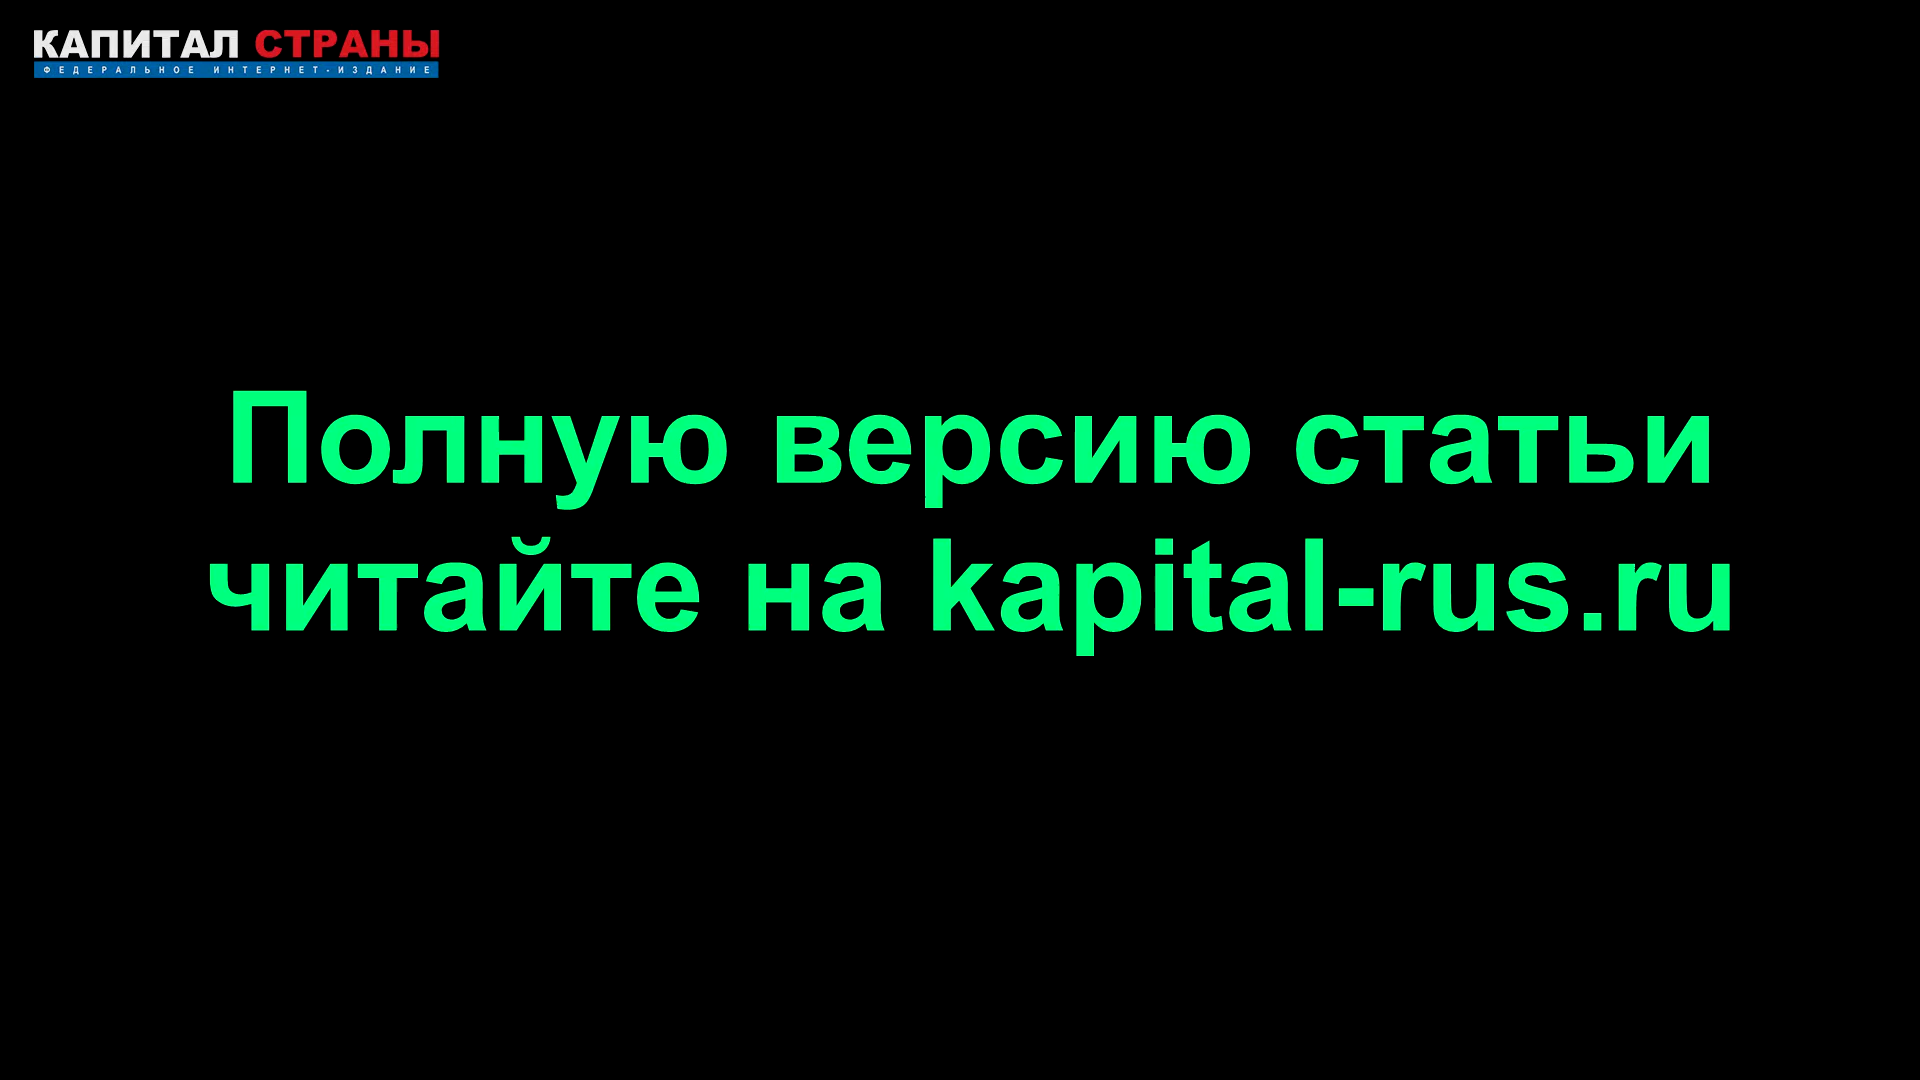 КАПИТАЛ СТРАНЫ
ФЕДЕРАЛЬНОЕ ИНТЕРНЕТ-ИЗДАНИЕ
Полную версию статьи
читайте на kapital-rus.ru